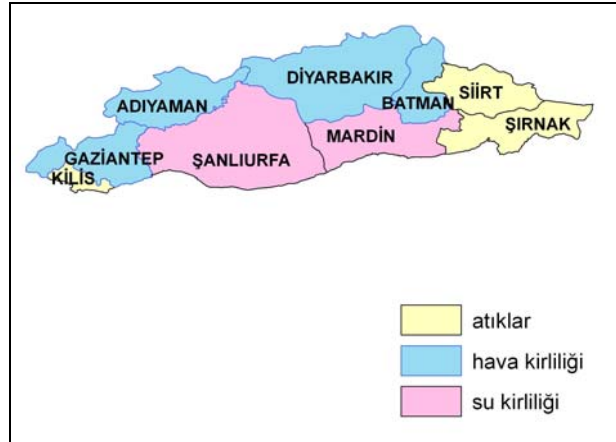 DİYARBAKIR
SİİRT
ADIYAMAN
BATMAN
ŞIRNAK
MARDİN
GAZİANTEP
ŞANLIURFA
KİLİS
atıklar
hava kirliliği
su kirliliği